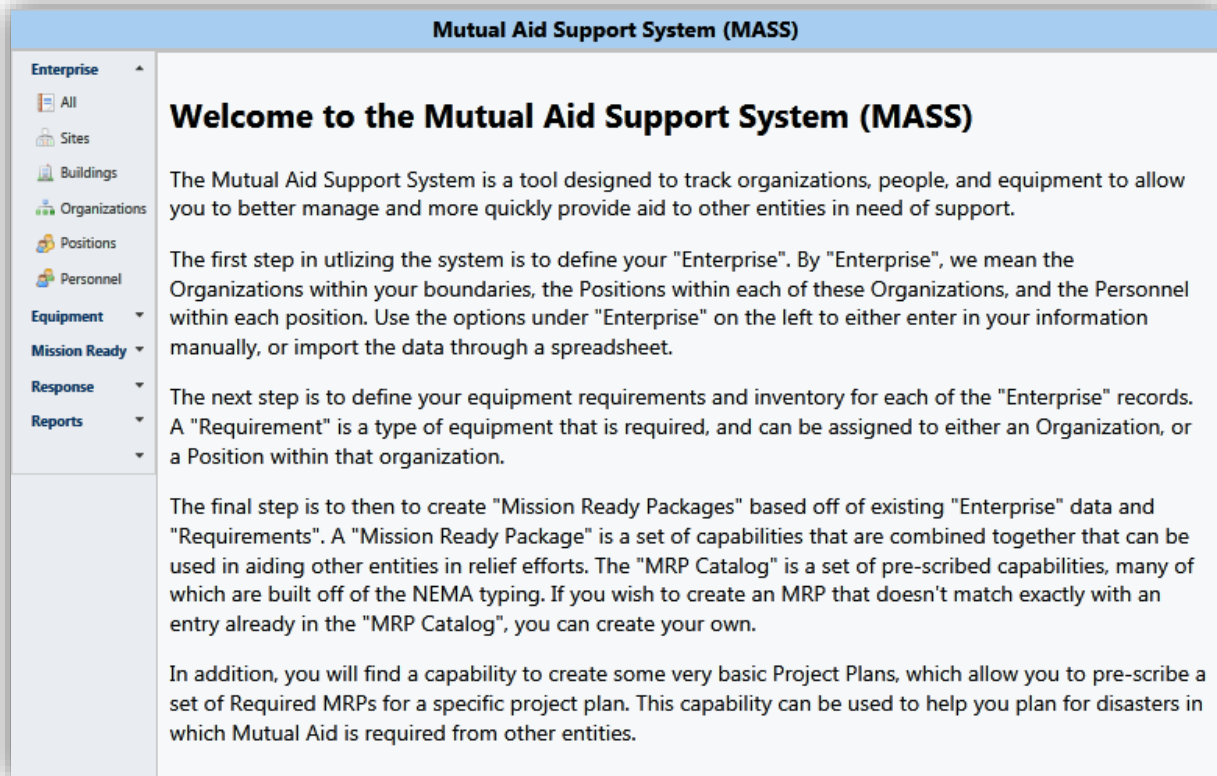 Mutual Aid Support System (MASS)
Enterprise
All
Sites
Buildings
Organizations
Positions
Personnel
Equipment
Mission Ready
Response
Reports
Welcome to the Mutual Aid Support System (MASS)
The Mutual Aid Support System is a tool designed to track organizations, people, and equipment to allow
you to better manage and more quickly provide aid to other entities in need of support.
The first step in utlizing the system is to define your "Enterprise". By "Enterprise", we mean the
Organizations within your boundaries, the Positions within each of these Organizations, and the Personnel
within each position. Use the options under "Enterprise" on the left to either enter in your information
manually, or import the data through a spreadsheet.
The next step is to define your equipment requirements and inventory for each of the "Enterprise" records.
A "Requirement" is a type of equipment that is required, and can be assigned to either an Organization, or
a Position within that organization.
The final step is to then to create "Mission Ready Packages" based off of existing "Enterprise" data and
"Requirements". A "Mission Ready Package" is a set of capabilities that are combined together that can be
used in aiding other entities in relief efforts. The "MRP Catalog" is a set of pre-scribed capabilities, many of
which are built off of the NEMA typing. If you wish to create an MRP that doesn't match exactly with an
entry already in the "MRP Catalog", you can create your own.
In addition, you will find a capability to create some very basic Project Plans, which allow you to pre-scribe a
set of Required MRPs for a specific project plan. This capability can be used to help you plan for disasters in
which Mutual Aid is required from other entities.